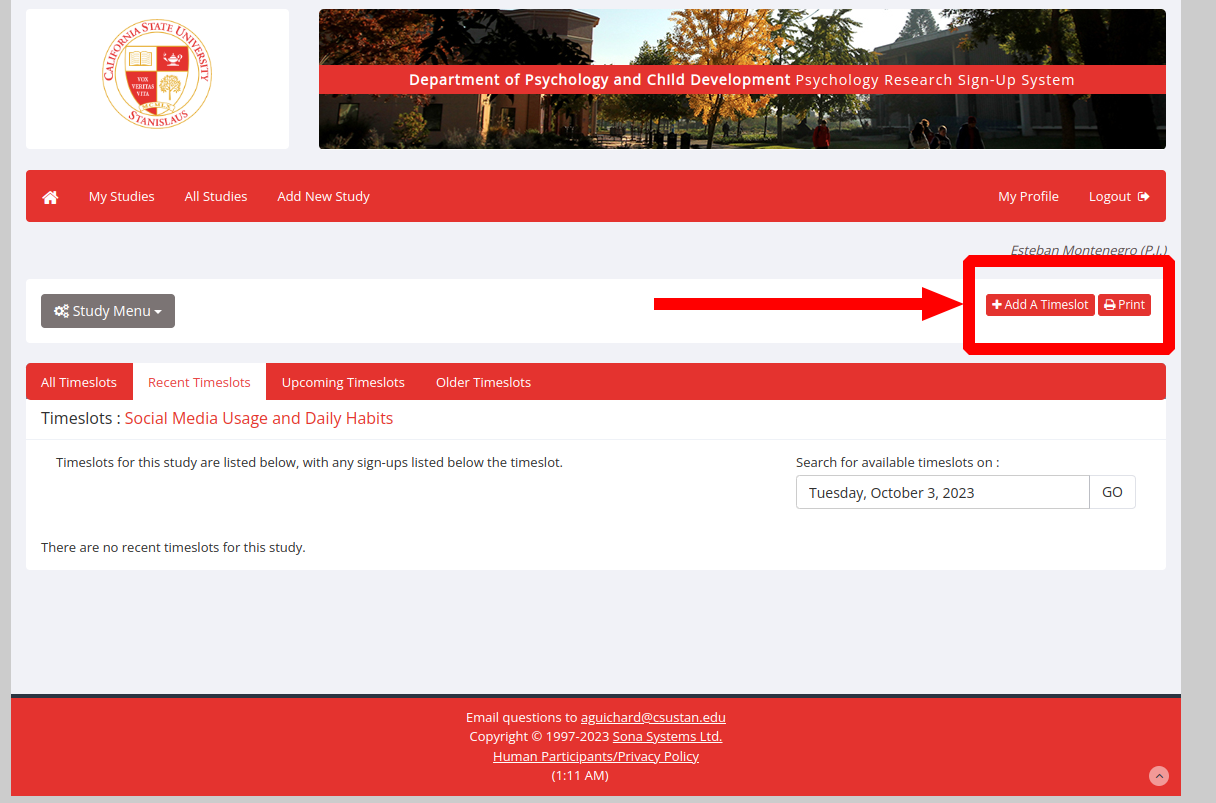 CALIFORNIA STATE UNIVERSITY
VOX
VERITAS
VITA
STANISLAUS
Department of Psychology and Child Development Psychology Research Sign-Up System
My Studies All Studies Add New Study My Profile Logout
Esteban Montenegro (P.I.)
Study Menu Add A Timeslot Print
All Timeslots Recent Timeslots Upcoming Timeslots Older Timeslots
Timeslots : Social Media Usage and Daily Habits
Timeslots for this study are listed below, with any sign-ups listed below the timeslot.
Search for available timeslots on :
Tuesday, October 3, 2023 GO
There are no recent timeslots for this study.
Email questions to aguichard@csustan.edu
Copyright © 1997-2023 Sona Systems Ltd.
Human Participants/Privacy Policy
(1:11 AM)